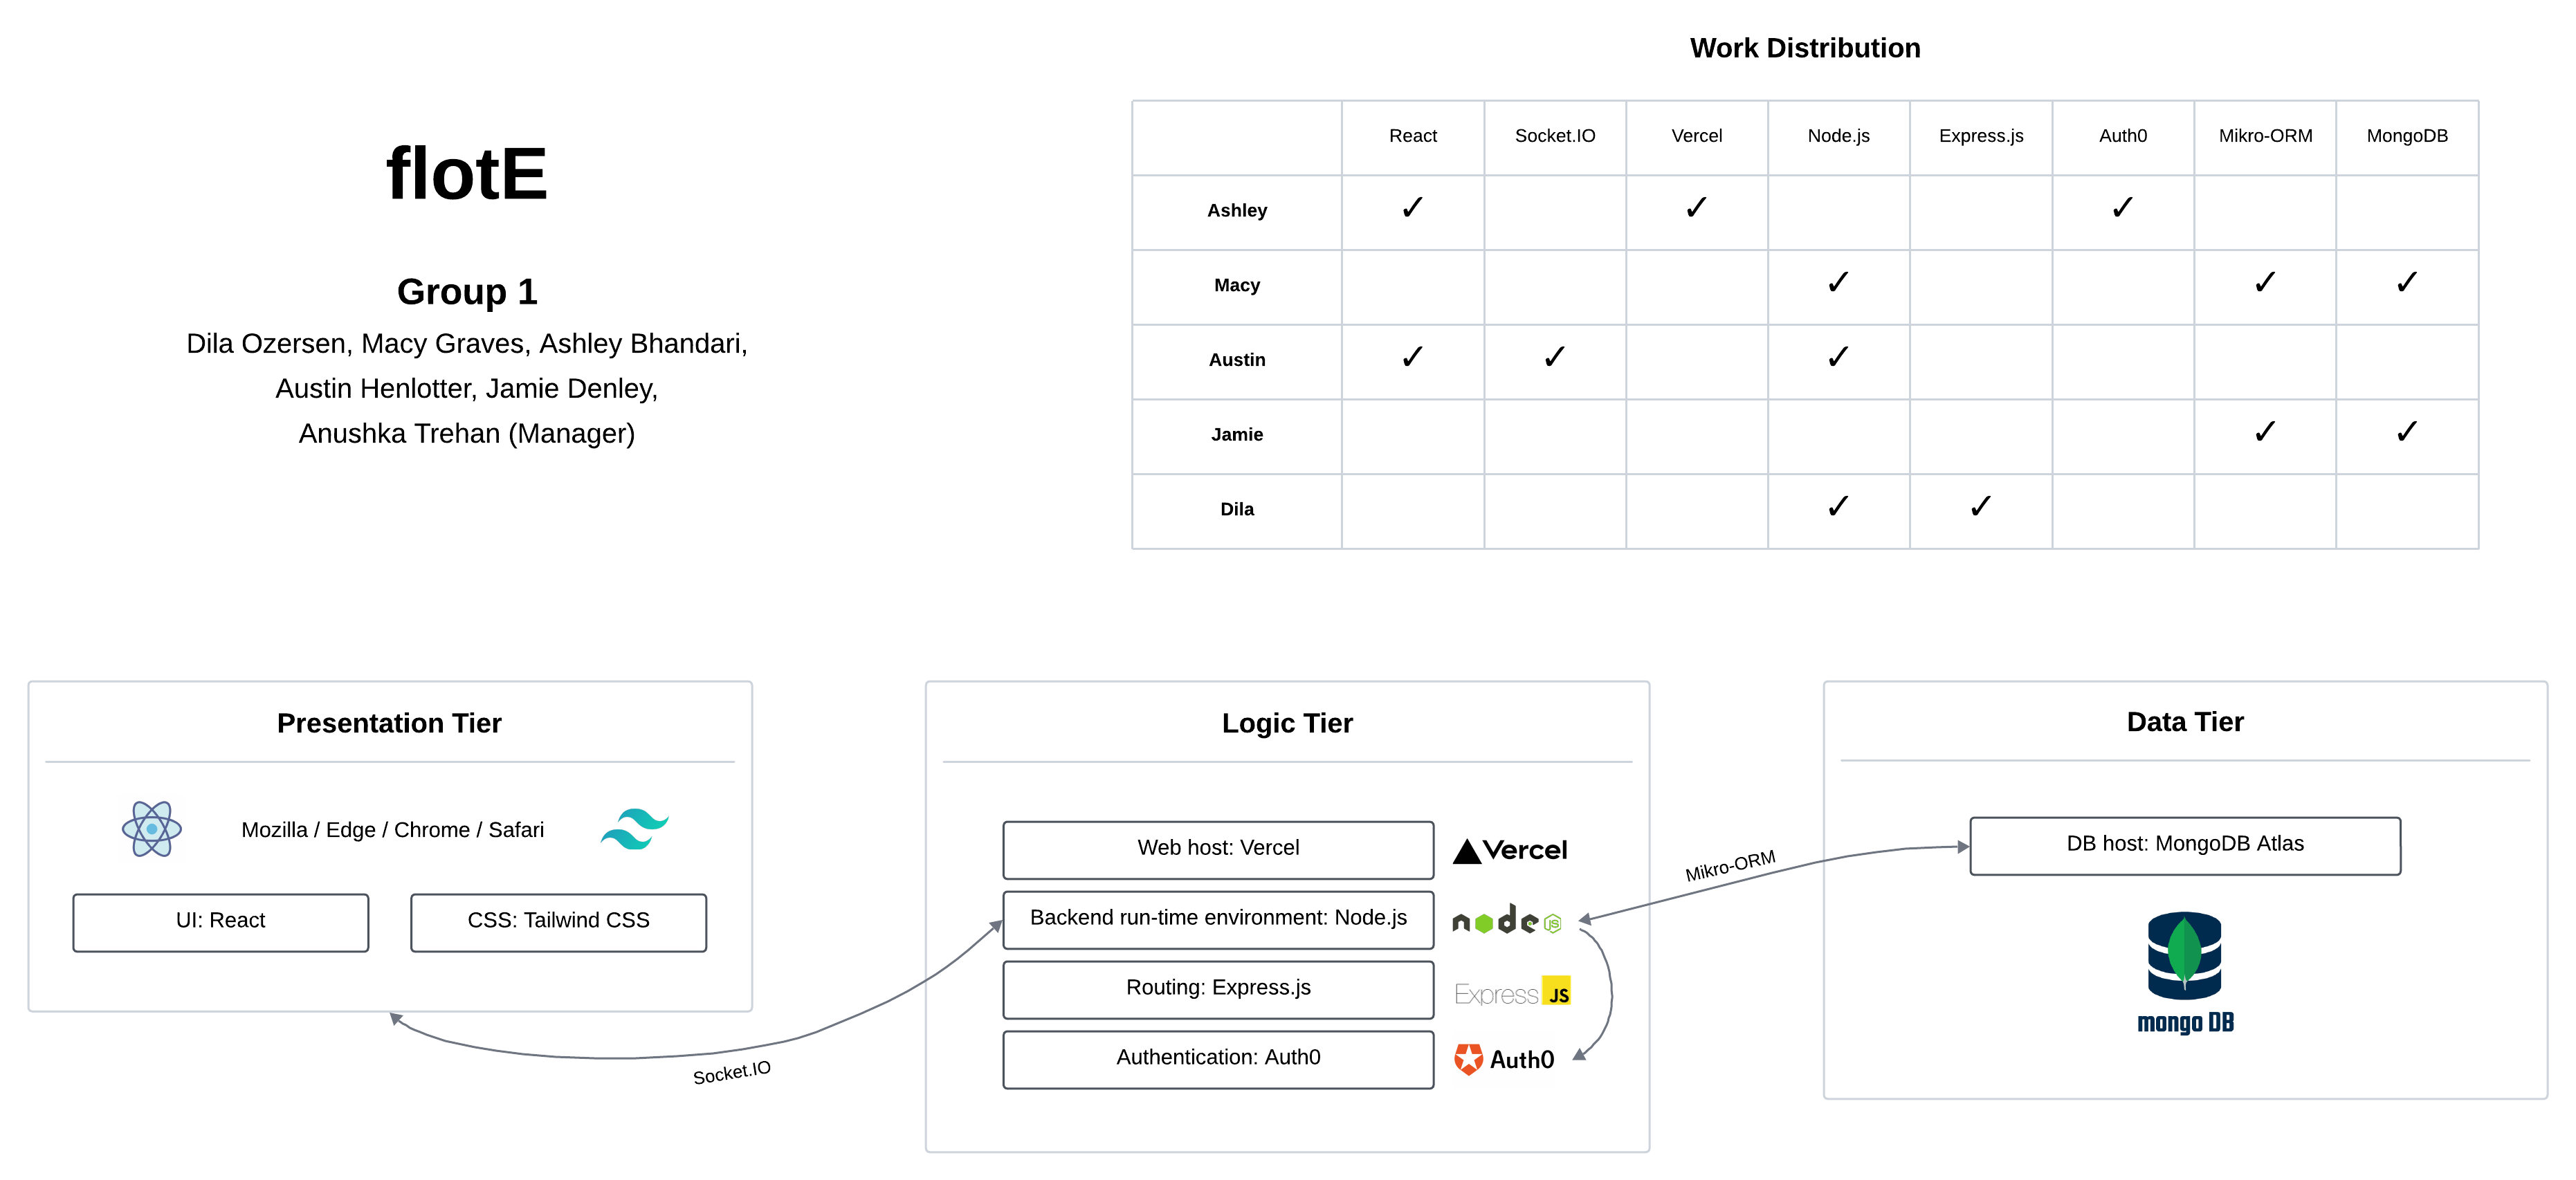 flotE
Group 1
Dila Ozersen, Macy Graves, Ashley Bhandari,
Austin Henlotter, Jamie Denley,
Anushka Trehan (Manager)
Work Distribution
React Socket.IO Vercel Node.js Express.js Auth0 Mikro-ORM MongoDB
Ashley ✓ ✓ ✓
Macy ✓ ✓ ✓
Austin ✓ ✓ ✓
Jamie ✓ ✓
Dila ✓ ✓
Presentation Tier
Mozilla / Edge / Chrome / Safari
UI: React
CSS: Tailwind CSS
Socket.IO
Logic Tier
Web host: Vercel
Vercel
Backend run-time environment: Node.js
node JS
Routing: Express.js
Express JS
Authentication: Auth0
Auth0
Mikro-ORM
Data Tier
DB host: MongoDB Atlas
mongo DB